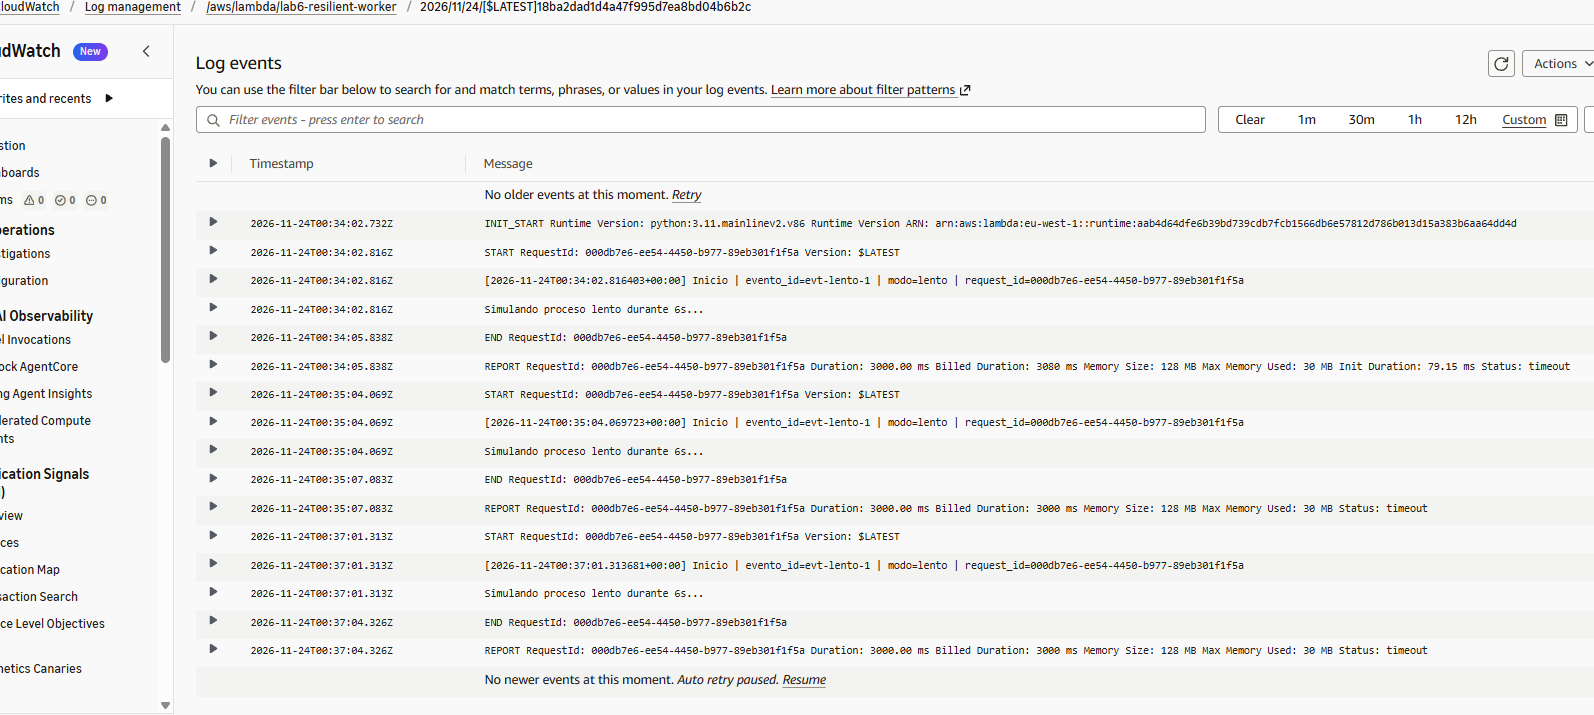 CloudWatch / Log management / /aws/lambda/lab6-resilient-worker / 2026/11/24/[$LATEST]18ba2dad1d4a47f995d7ea8bd04b6b2c
udWatch New
rites and recents
stion
boards
ms 0 0 0
erations
stigations
guration
AI Observability
el Invocations
ock AgentCore
ng Agent Insights
lerated Compute
nts
ication Signals
)
view
ces
cation Map
saction Search
ce Level Objectives
netics Canaries
Log events
Actions
You can use the filter bar below to search for and match terms, phrases, or values in your log events. Learn more about filter patterns
Filter events - press enter to search
Clear 1m 30m 1h 12h Custom
Timestamp Message
No older events at this moment. Retry
2026-11-24T00:34:02.732Z INIT_START Runtime Version: python:3.11.mainlinev2.v86 Runtime Version ARN: arn:aws:lambda:eu-west-1::runtime:aab4d64dfe6b39bd739cdb7fcb1566db6e57812d786b013d15a383b6aa64dd4d
2026-11-24T00:34:02.816Z START RequestId: 000db7e6-ee54-4450-b977-89eb301f1f5a Version: $LATEST
2026-11-24T00:34:02.816Z [2026-11-24T00:34:02.816403+00:00] Inicio | evento_id=evt-lento-1 | modo=lento | request_id=000db7e6-ee54-4450-b977-89eb301f1f5a
2026-11-24T00:34:02.816Z Simulando proceso lento durante 6s...
2026-11-24T00:34:05.838Z END RequestId: 000db7e6-ee54-4450-b977-89eb301f1f5a
2026-11-24T00:34:05.838Z REPORT RequestId: 000db7e6-ee54-4450-b977-89eb301f1f5a Duration: 3000.00 ms Billed Duration: 3080 ms Memory Size: 128 MB Max Memory Used: 30 MB Init Duration: 79.15 ms Status: timeout
2026-11-24T00:35:04.069Z START RequestId: 000db7e6-ee54-4450-b977-89eb301f1f5a Version: $LATEST
2026-11-24T00:35:04.069Z [2026-11-24T00:35:04.069723+00:00] Inicio | evento_id=evt-lento-1 | modo=lento | request_id=000db7e6-ee54-4450-b977-89eb301f1f5a
2026-11-24T00:35:04.069Z Simulando proceso lento durante 6s...
2026-11-24T00:35:07.083Z END RequestId: 000db7e6-ee54-4450-b977-89eb301f1f5a
2026-11-24T00:35:07.083Z REPORT RequestId: 000db7e6-ee54-4450-b977-89eb301f1f5a Duration: 3000.00 ms Billed Duration: 3000 ms Memory Size: 128 MB Max Memory Used: 30 MB Status: timeout
2026-11-24T00:37:01.313Z START RequestId: 000db7e6-ee54-4450-b977-89eb301f1f5a Version: $LATEST
2026-11-24T00:37:01.313Z [2026-11-24T00:37:01.313681+00:00] Inicio | evento_id=evt-lento-1 | modo=lento | request_id=000db7e6-ee54-4450-b977-89eb301f1f5a
2026-11-24T00:37:01.313Z Simulando proceso lento durante 6s...
2026-11-24T00:37:04.326Z END RequestId: 000db7e6-ee54-4450-b977-89eb301f1f5a
2026-11-24T00:37:04.326Z REPORT RequestId: 000db7e6-ee54-4450-b977-89eb301f1f5a Duration: 3000.00 ms Billed Duration: 3000 ms Memory Size: 128 MB Max Memory Used: 30 MB Status: timeout
No newer events at this moment. Auto retry paused. Resume